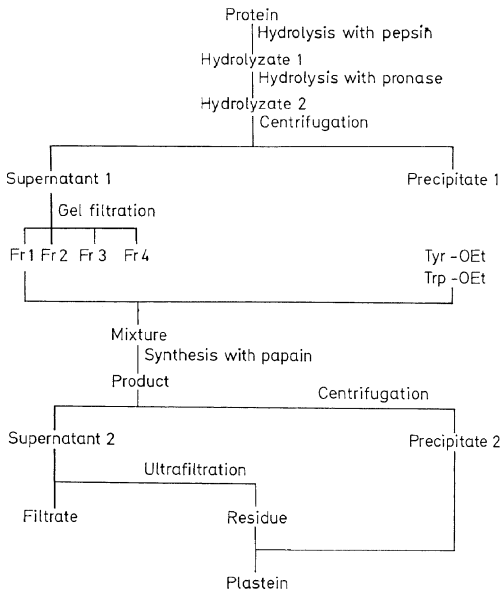 Protein
Hydrolysis with pepsin
Hydrolyzate 1
Hydrolysis with pronase
Hydrolyzate 2
Centrifugation
Supernatant 1
Precipitate 1
Gel filtration
Fr 1 Fr 2 Fr 3 Fr 4
Tyr -OEt
Trp -OEt
Mixture
Synthesis with papain
Product
Centrifugation
Supernatant 2
Precipitate 2
Ultrafiltration
Filtrate
Residue
Plastein